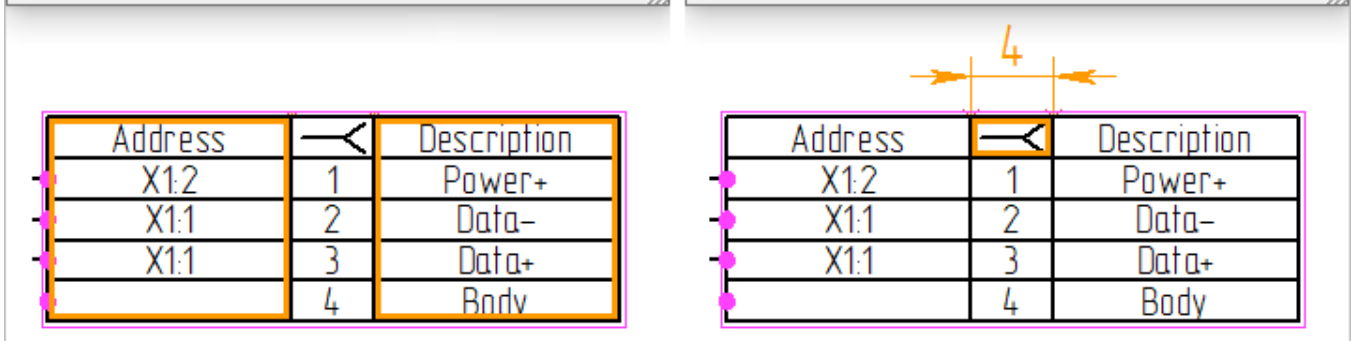 Address Description
X1:2 1 Power+
X1:1 2 Data-
X1:1 3 Data+
4 Body
4
Address Description
X1:2 1 Power+
X1:1 2 Data-
X1:1 3 Data+
4 Body